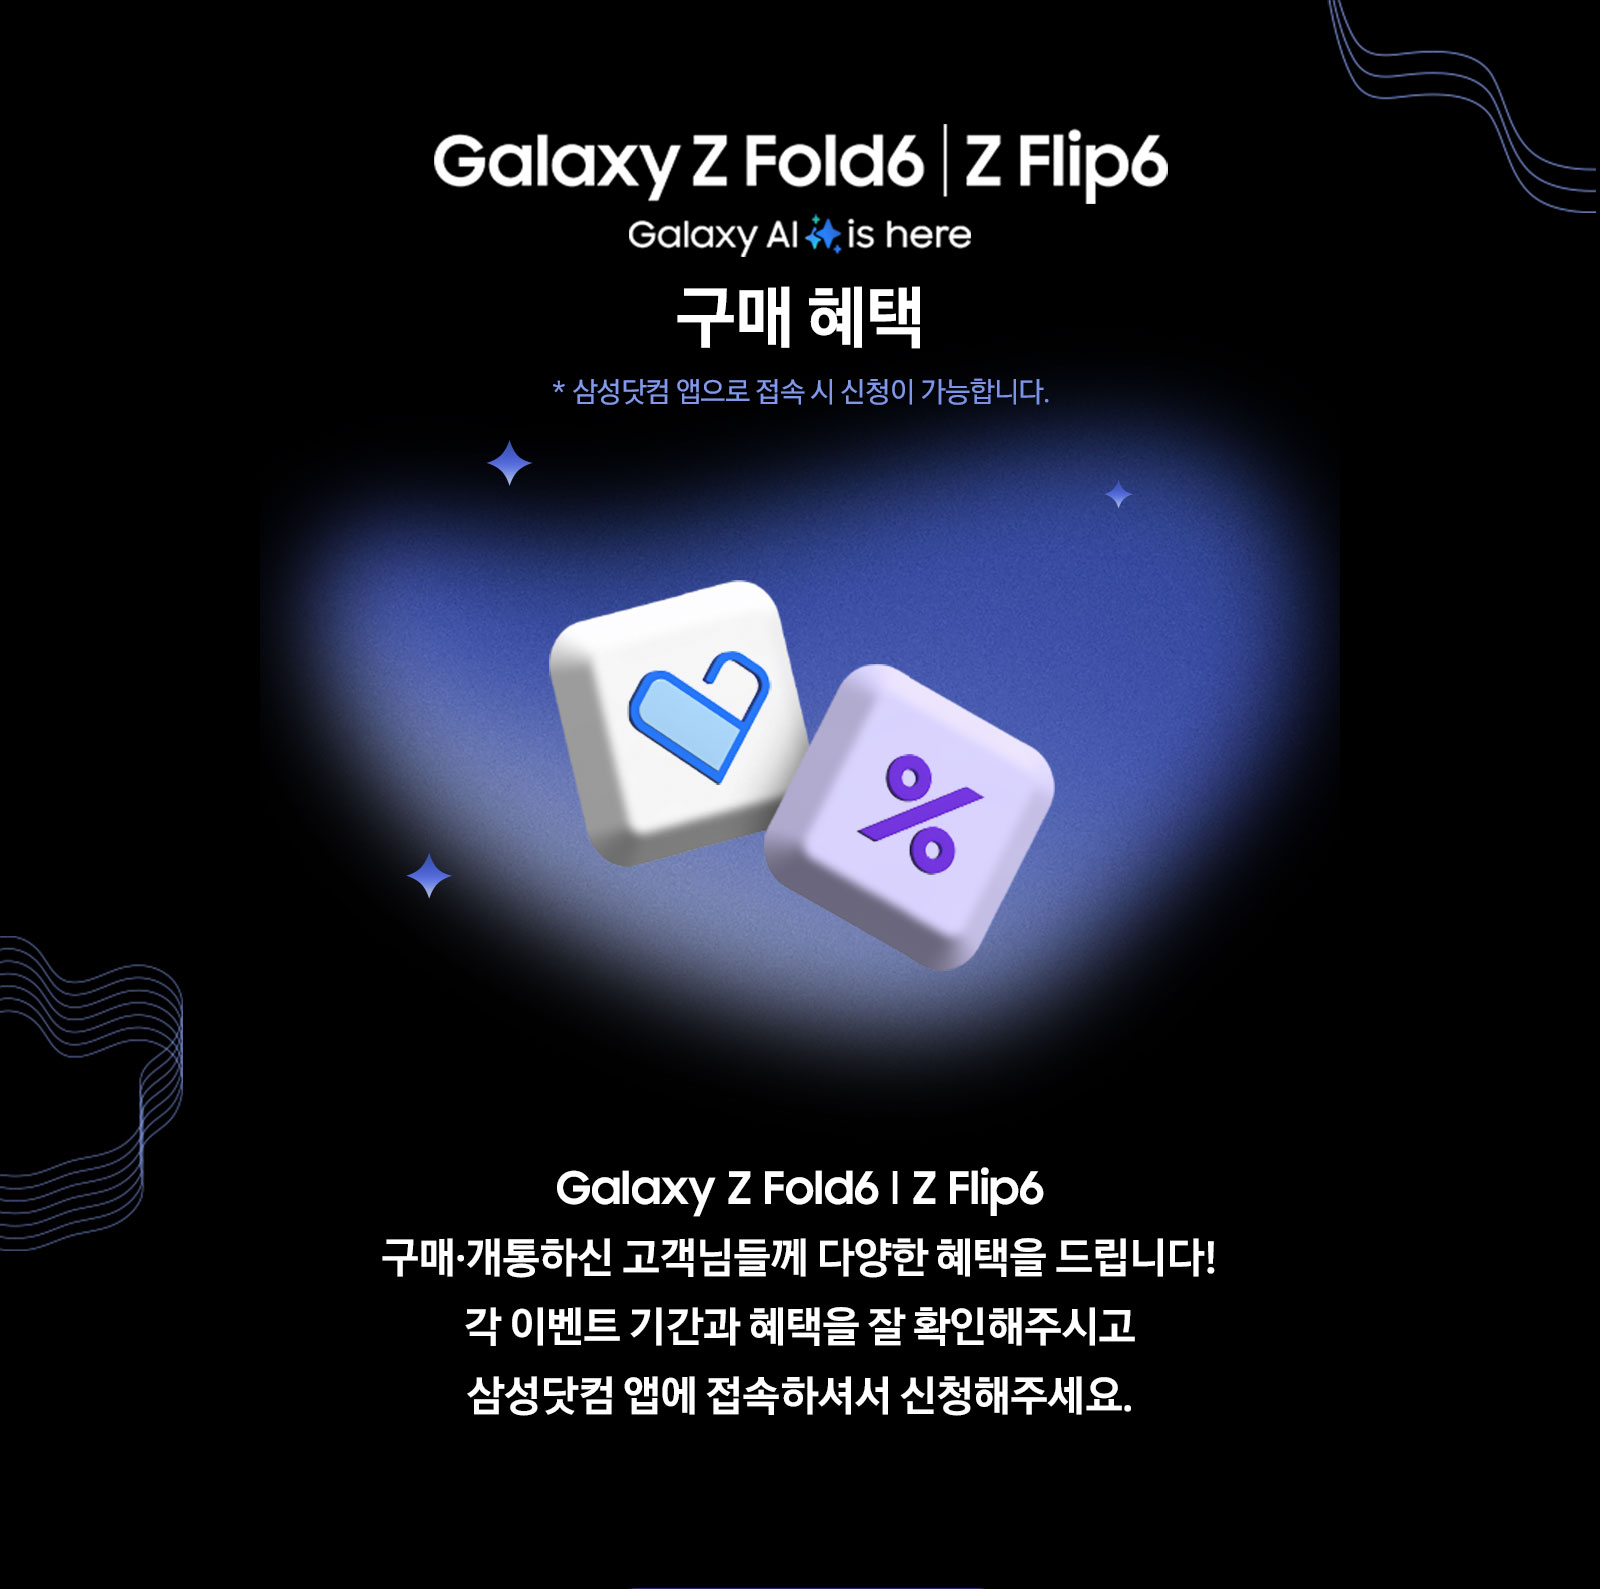 Galaxy Z Fold6 | Z Flip6
Galaxy AI is here
구매 혜택
* 삼성닷컴 앱으로 접속 시 신청이 가능합니다.
%
Galaxy Z Fold6 | Z Flip6
구매·개통하신 고객님들께 다양한 혜택을 드립니다!
각 이벤트 기간과 혜택을 잘 확인해주시고
삼성닷컴 앱에 접속하셔서 신청해주세요.